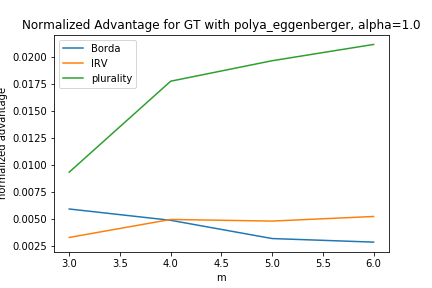 Normalized Advantage for GT with polya_eggenberger, alpha=1.0
Borda
IRV
plurality
0.0200
0.0175
0.0150
0.0125
0.0100
0.0075
0.0050
0.0025
normalized advantage
3.0 3.5 4.0 4.5 5.0 5.5 6.0
m